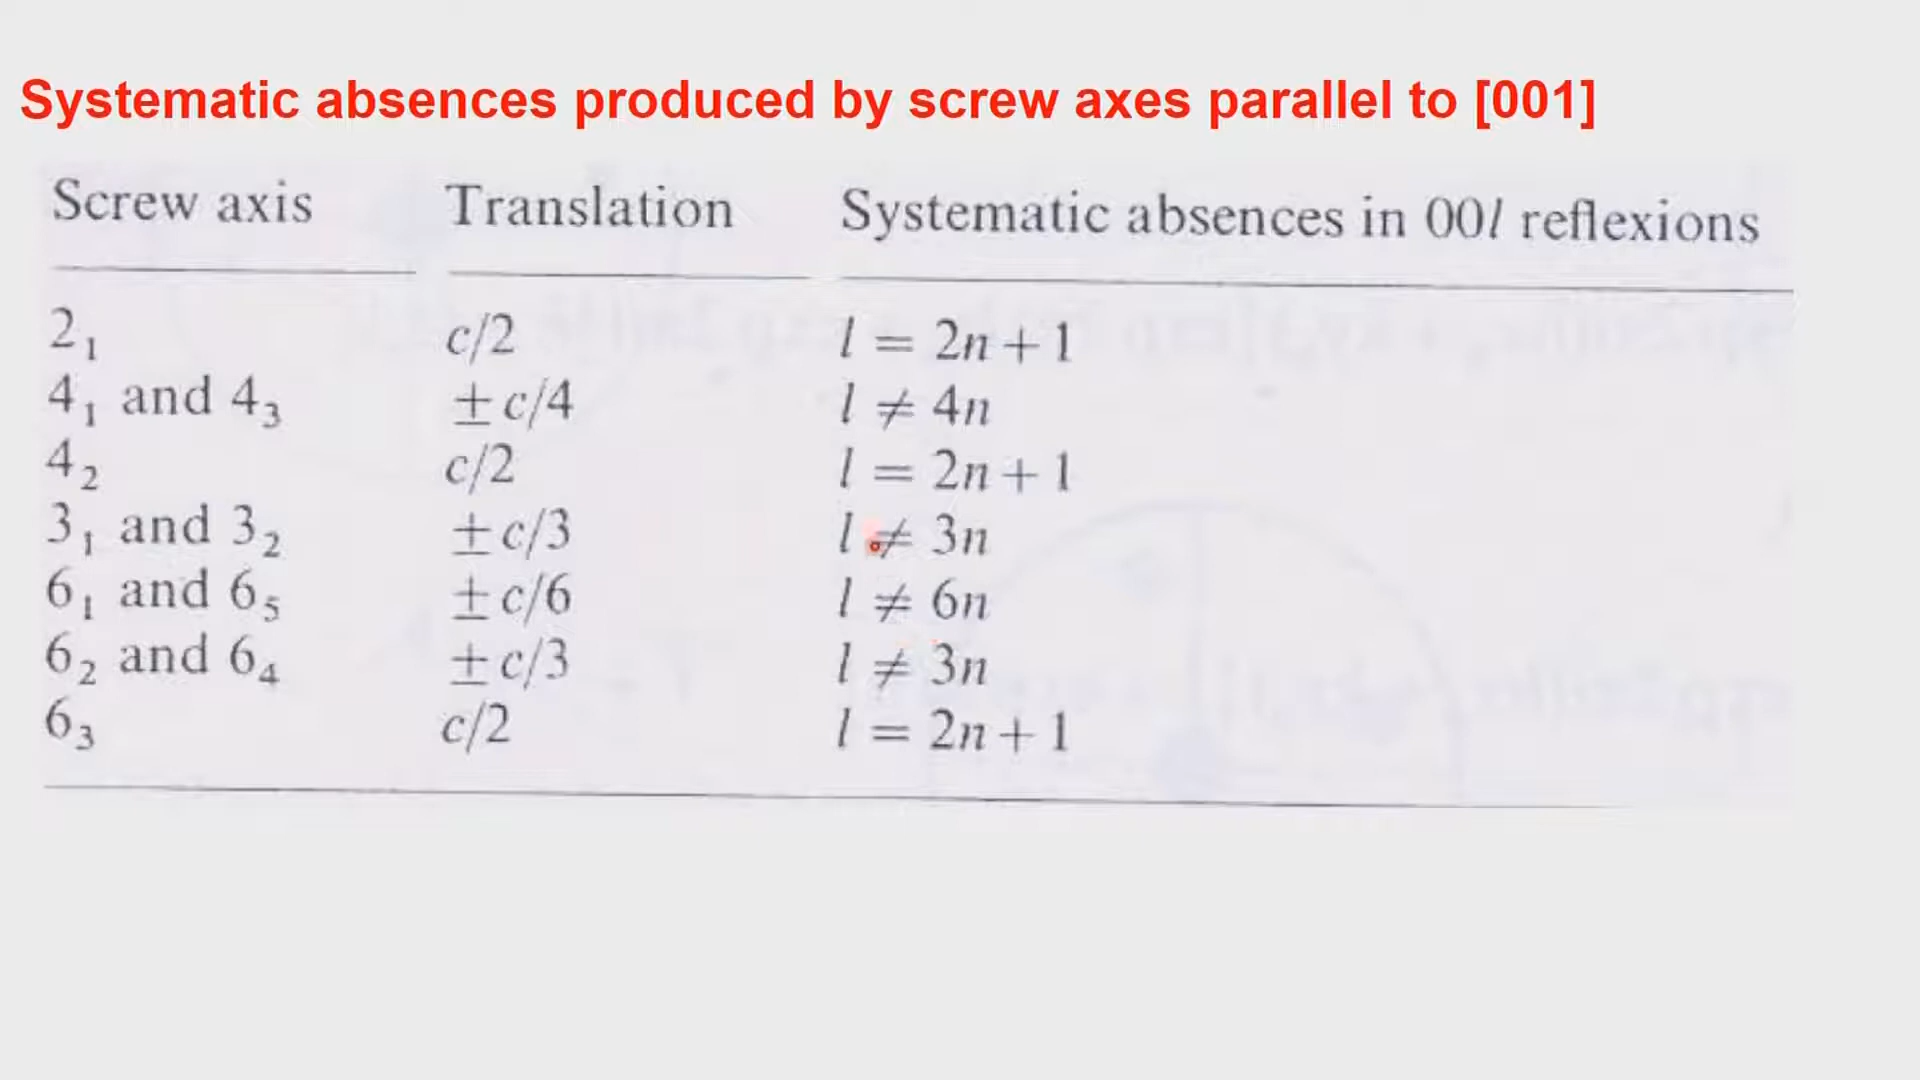 Systematic absences produced by screw axes parallel to [001]
Screw axis Translation Systematic absences in 00l reflexions
2₁ c/2 l = 2n + 1
4₁ and 4₃ ±c/4 l ≠ 4n
4₂ c/2 l = 2n + 1
3₁ and 3₂ ±c/3 l ≠ 3n
6₁ and 6₅ ±c/6 l ≠ 6n
6₂ and 6₄ ±c/3 l ≠ 3n
6₃ c/2 l = 2n + 1